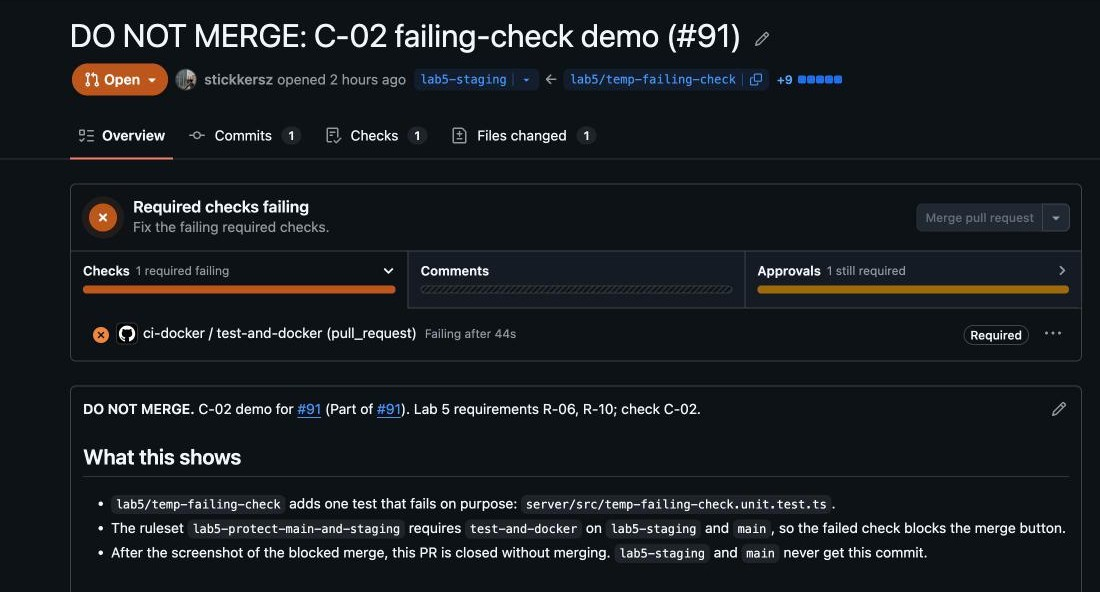 DO NOT MERGE: C-02 failing-check demo (#91)
Open stickkersz opened 2 hours ago lab5-staging ← lab5/temp-failing-check +9
Overview Commits 1 Checks 1 Files changed 1
Required checks failing
Fix the failing required checks.
Merge pull request
Checks 1 required failing
Comments
Approvals 1 still required
ci-docker / test-and-docker (pull_request) Failing after 44s Required ...
DO NOT MERGE. C-02 demo for #91 (Part of #91). Lab 5 requirements R-06, R-10; check C-02.
What this shows
• lab5/temp-failing-check adds one test that fails on purpose: server/src/temp-failing-check.unit.test.ts.
• The ruleset lab5-protect-main-and-staging requires test-and-docker on lab5-staging and main, so the failed check blocks the merge button.
• After the screenshot of the blocked merge, this PR is closed without merging. lab5-staging and main never get this commit.